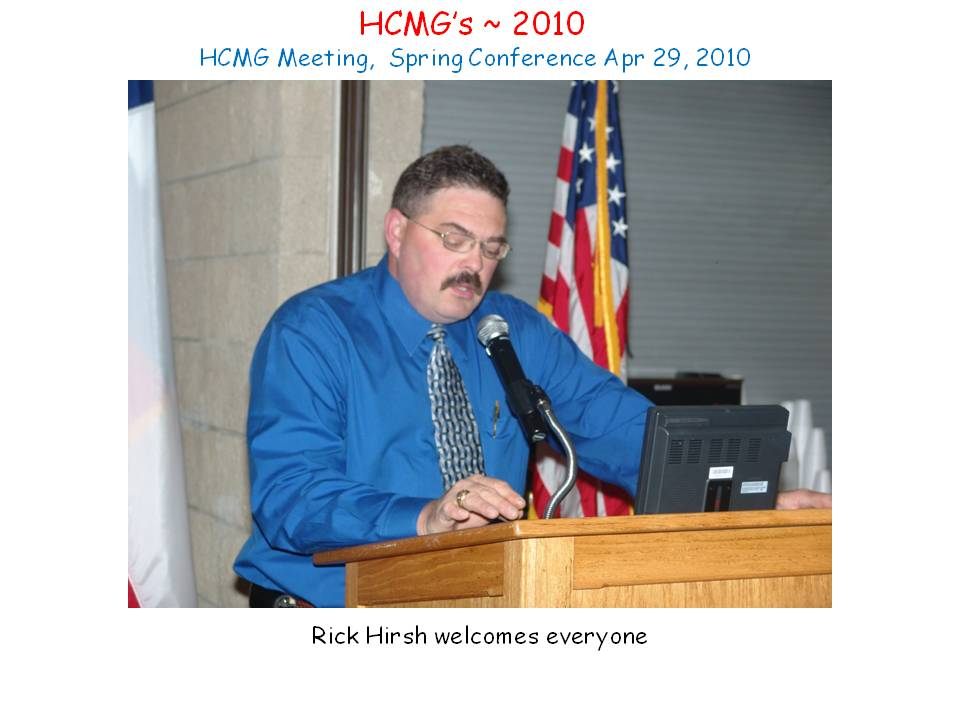 HCMG's ~ 2010
HCMG Meeting, Spring Conference Apr 29, 2010
Rick Hirsh welcomes everyone